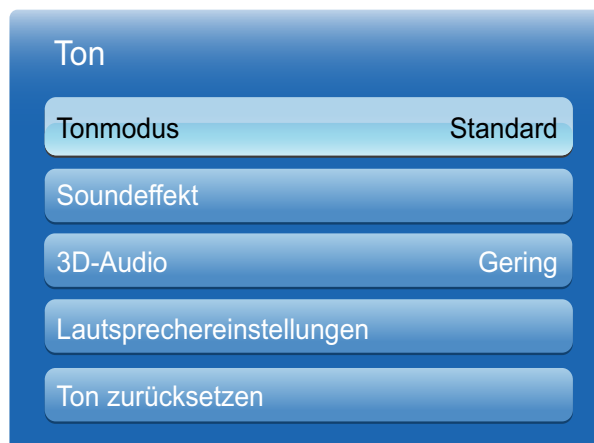 Ton
Tonmodus Standard
Soundeffekt
3D-Audio Gering
Lautsprechereinstellungen
Ton zurücksetzen